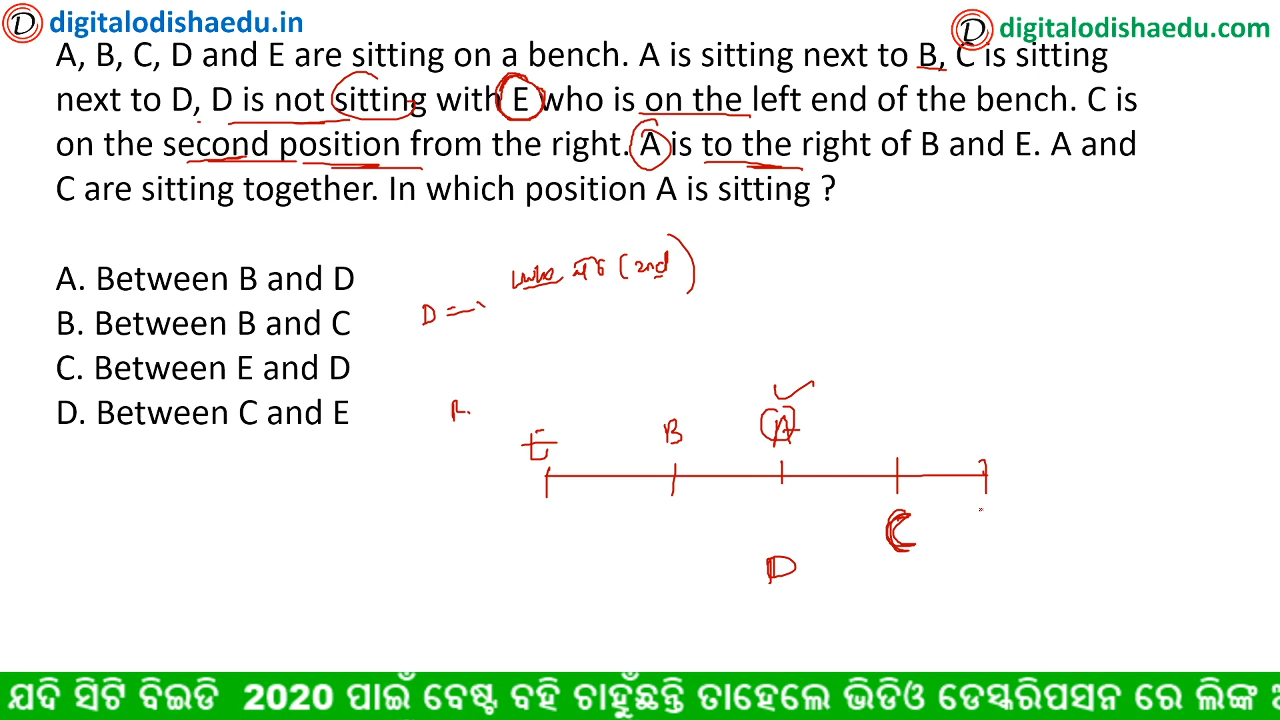 digitalodishaedu.in
digitalodishaedu.com
A, B, C, D and E are sitting on a bench. A is sitting next to B, C is sitting
next to D, D is not sitting with E who is on the left end of the bench. C is
on the second position from the right. A is to the right of B and E. A and
C are sitting together. In which position A is sitting ?
A. Between B and D
B. Between B and C
C. Between E and D
D. Between C and E
(2nd)
D =
E B A
C
D
ଯଦି ସିଟି ବିଇଡି 2020 ପାଇଁ ବେଷ୍ଟ ବହି ଚାହୁଁଛନ୍ତି ତାହେଲେ ଭିଡିଓ ଡେସ୍କରିପସନ ରେ ଲିଙ୍କ